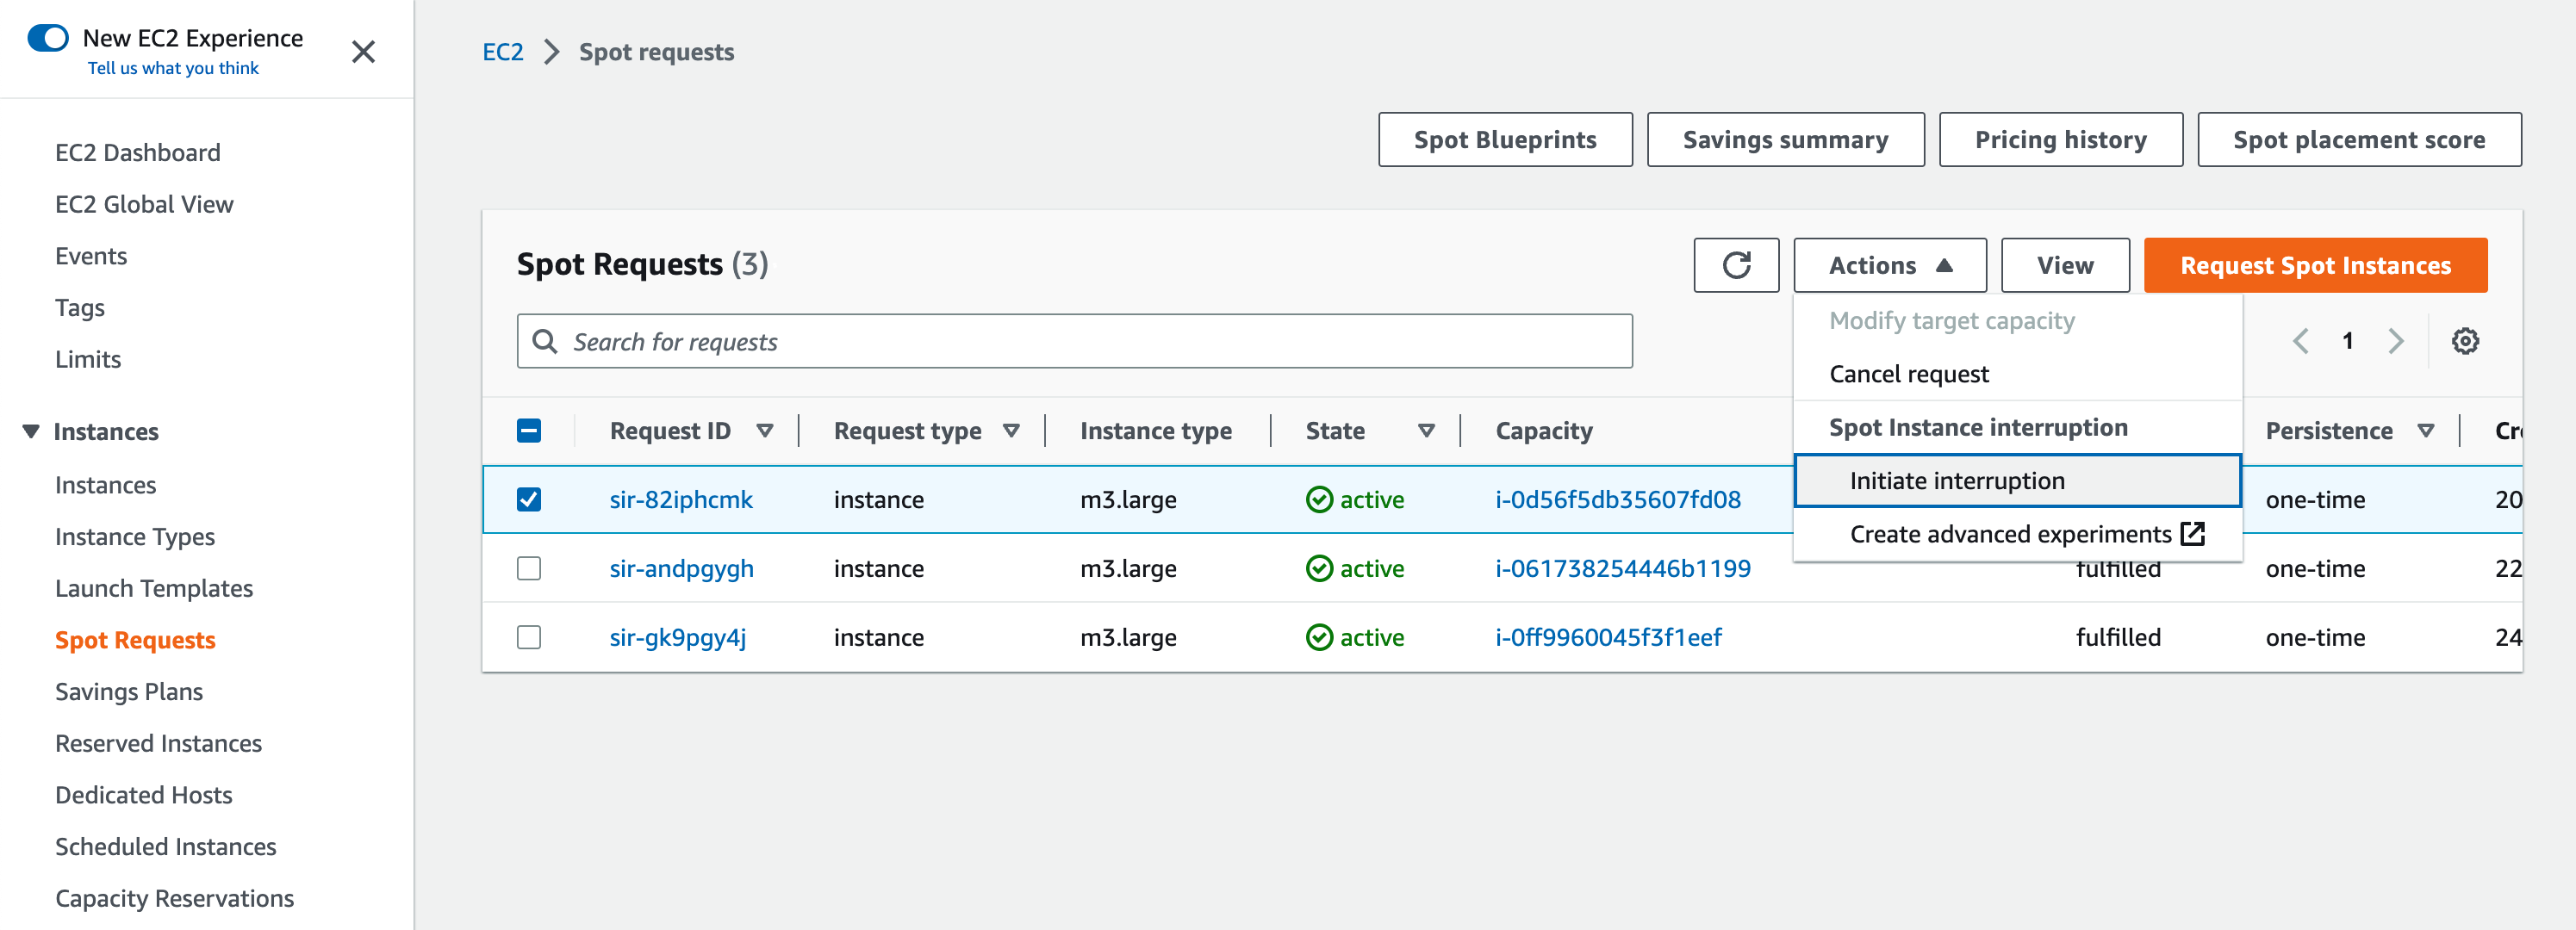 New EC2 Experience
Tell us what you think
EC2 Dashboard
EC2 Global View
Events
Tags
Limits
Instances
Instances
Instance Types
Launch Templates
Spot Requests
Savings Plans
Reserved Instances
Dedicated Hosts
Scheduled Instances
Capacity Reservations
EC2 Spot requests
Spot Blueprints Savings summary Pricing history Spot placement score
Spot Requests (3)
Actions View Request Spot Instances
Search for requests
1
Modify target capacity
Cancel request
Spot Instance interruption
Initiate interruption
Create advanced experiments
Request ID Request type Instance type State Capacity Persistence Cr
sir-82iphcmk instance m3.large active i-0d56f5db35607fd08 one-time 20
sir-andpgygh instance m3.large active i-061738254446b1199 fulfilled one-time 22
sir-gk9pgy4j instance m3.large active i-0ff9960045f3f1eef fulfilled one-time 24